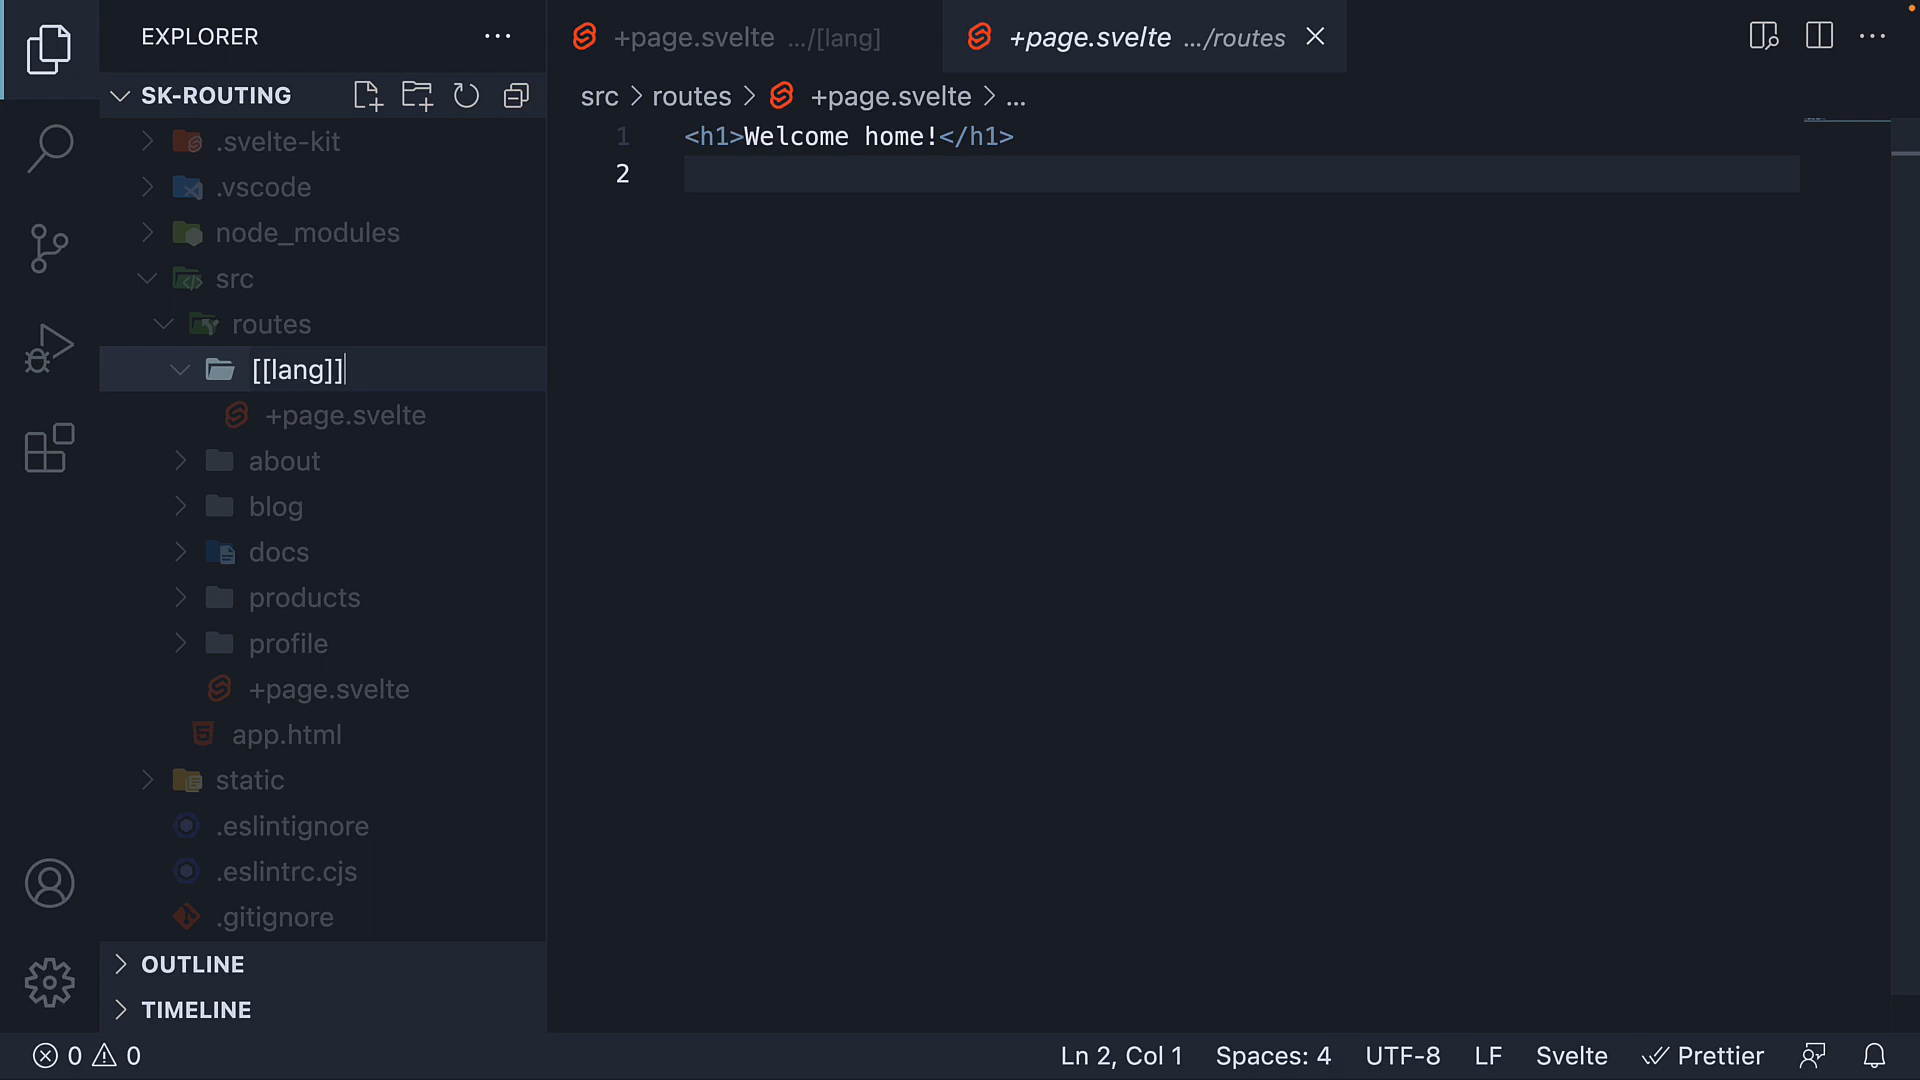 EXPLORER
SK-ROUTING
.svelte-kit
.vscode
node_modules
src
routes
[[lang]]
+page.svelte
about
blog
docs
products
profile
+page.svelte
app.html
static
.eslintignore
.eslintrc.cjs
.gitignore
OUTLINE
TIMELINE
+page.svelte .../[lang]
+page.svelte .../routes
src > routes > +page.svelte > ...
1 <h1>Welcome home!</h1>
2
0 0 Ln 2, Col 1 Spaces: 4 UTF-8 LF Svelte Prettier